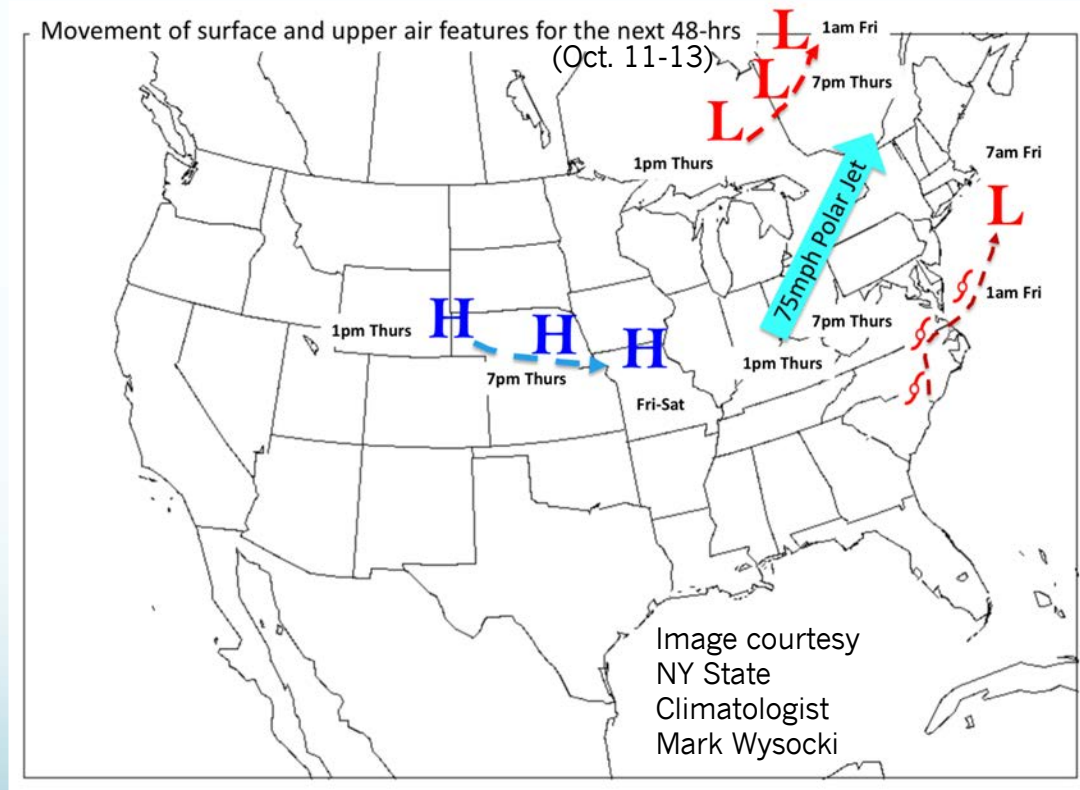 Movement of surface and upper air features for the next 48-hrs
(Oct. 11-13)
L
1am Fri
L
7pm Thurs
L
1pm Thurs
7am Fri
L
75mph Polar Jet
1am Fri
7pm Thurs
1pm Thurs
1pm Thurs
H
H
H
7pm Thurs
Fri-Sat
Image courtesy
NY State
Climatologist
Mark Wysocki